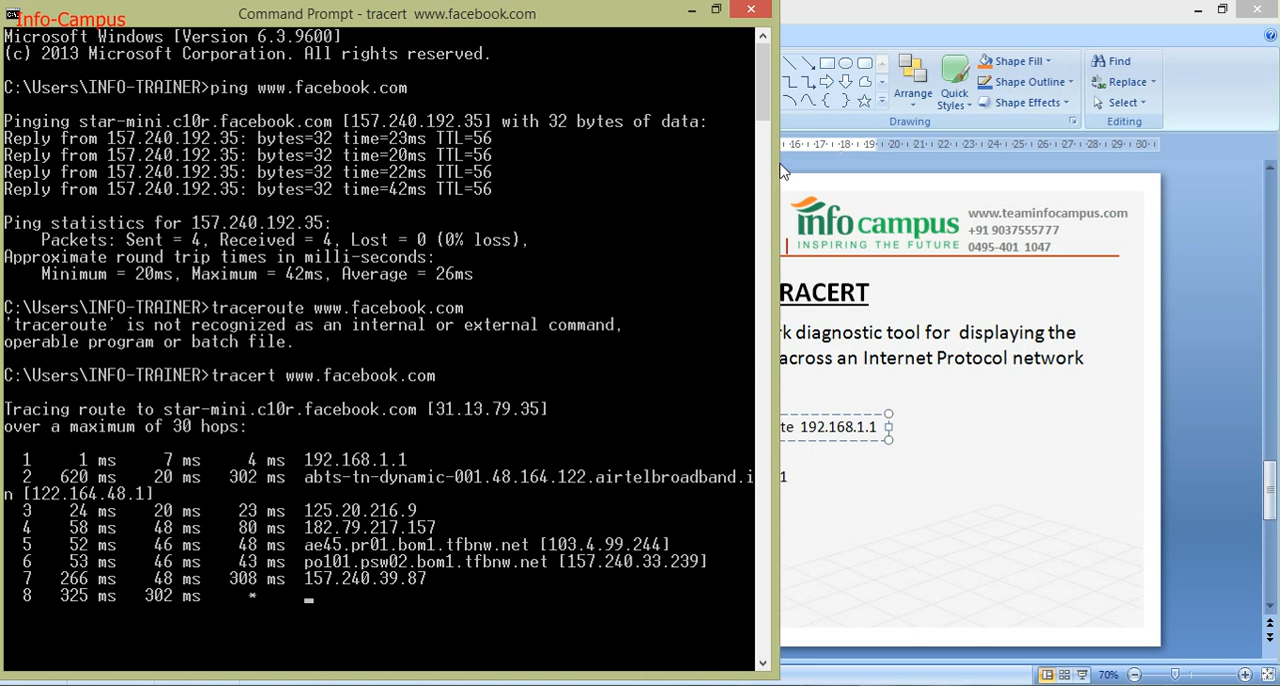 Info-Campus
Command Prompt - tracert  www.facebook.com
Microsoft Windows [Version 6.3.9600]
(c) 2013 Microsoft Corporation. All rights reserved.
C:\Users\INFO-TRAINER>ping www.facebook.com
Pinging star-mini.c10r.facebook.com [157.240.192.35] with 32 bytes of data:
Reply from 157.240.192.35: bytes=32 time=23ms TTL=56
Reply from 157.240.192.35: bytes=32 time=20ms TTL=56
Reply from 157.240.192.35: bytes=32 time=22ms TTL=56
Reply from 157.240.192.35: bytes=32 time=42ms TTL=56
Ping statistics for 157.240.192.35:
Packets: Sent = 4, Received = 4, Lost = 0 (0% loss),
Approximate round trip times in milli-seconds:
Minimum = 20ms, Maximum = 42ms, Average = 26ms
C:\Users\INFO-TRAINER>traceroute www.facebook.com
'traceroute' is not recognized as an internal or external command,
operable program or batch file.
C:\Users\INFO-TRAINER>tracert www.facebook.com
Tracing route to star-mini.c10r.facebook.com [31.13.79.35]
over a maximum of 30 hops:
1 1 ms 7 ms 4 ms 192.168.1.1
2 620 ms 20 ms 302 ms abts-tn-dynamic-001.48.164.122.airtelbroadband.i
n [122.164.48.1]
3 24 ms 20 ms 23 ms 125.20.216.9
4 58 ms 48 ms 80 ms 182.79.217.157
5 52 ms 46 ms 48 ms ae45.pr01.bom1.tfbnw.net [103.4.99.244]
6 53 ms 46 ms 43 ms po101.psw02.bom1.tfbnw.net [157.240.33.239]
7 266 ms 48 ms 308 ms 157.240.39.87
8 325 ms 302 ms *
Shape Fill
Shape Outline
Shape Effects
Arrange
Quick
Styles
Drawing
Find
Replace
Select
Editing
16 17 18 19 20 21 22 23 24 25 26 27 28 29 30
info campus
INSPIRING THE FUTURE
www.teaminfocampus.com
+91 9037555777
0495-401 1047
RACERT
k diagnostic tool for displaying the
across an Internet Protocol network
te 192.168.1.1
1
70%